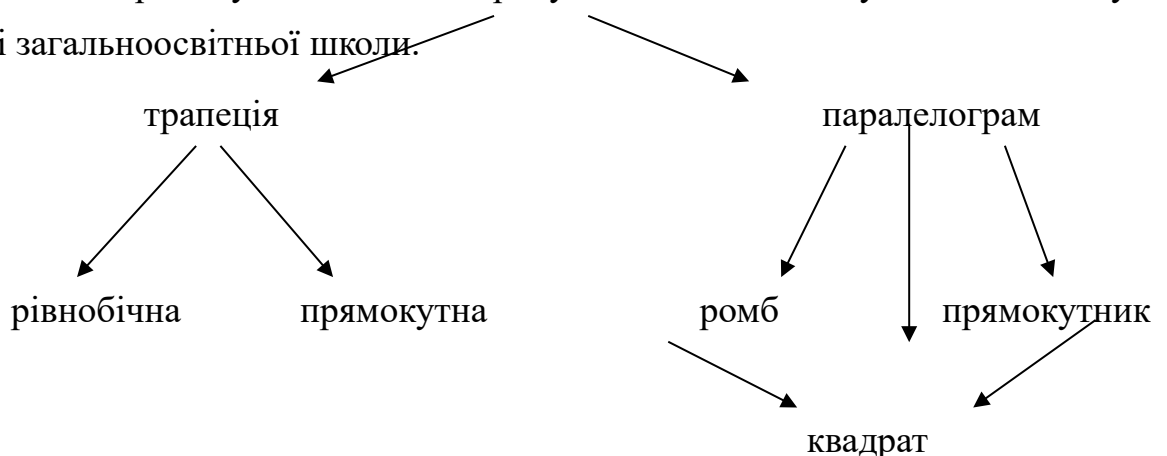 і загальноосвітньої школи.
трапеція паралелограм
рівнобічна прямокутна ромб прямокутник
квадрат